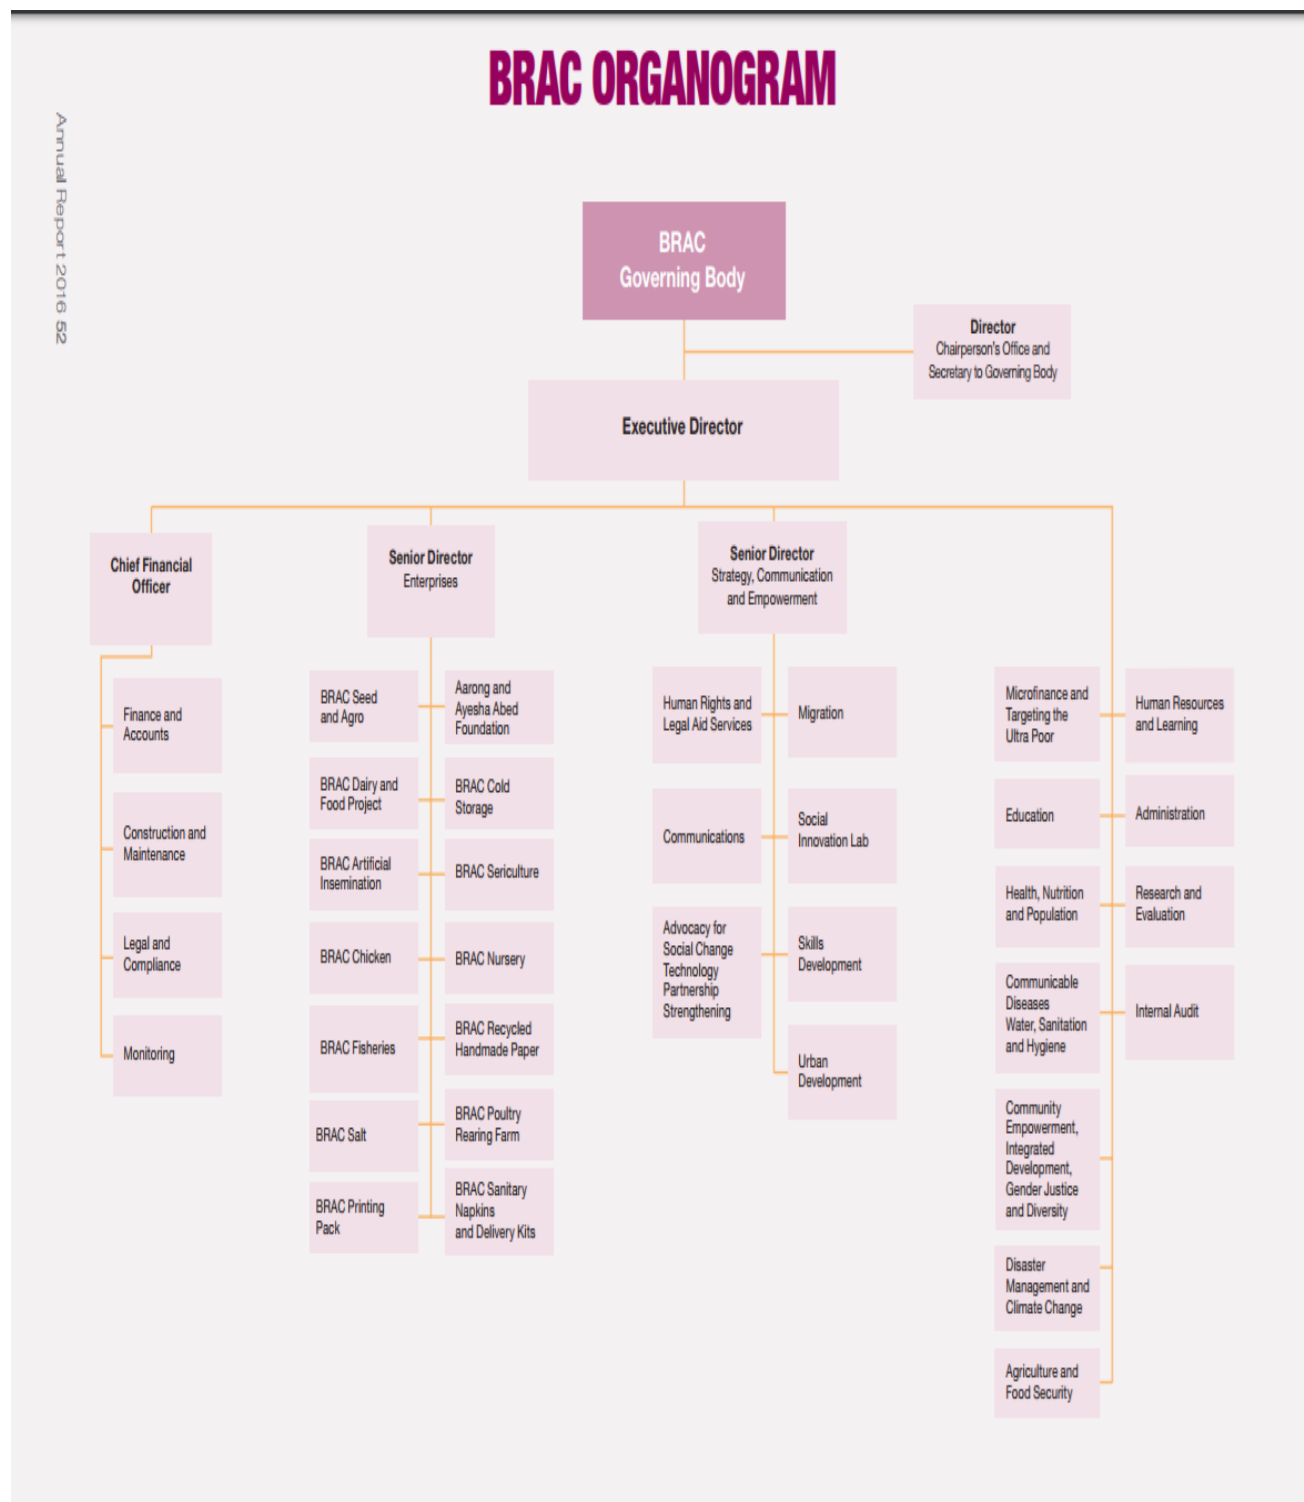 BRAC ORGANOGRAM
Annual Report 2016 52
BRAC
Governing Body
Director
Chairperson's Office and
Secretary to Governing Body
Executive Director
Chief Financial
Officer
Finance and
Accounts
Construction and
Maintenance
Legal and
Compliance
Monitoring
Senior Director
Enterprises
BRAC Seed
and Agro
Aarong and
Ayesha Abed
Foundation
BRAC Dairy and
Food Project
BRAC Cold
Storage
BRAC Artificial
Insemination
BRAC Sericulture
BRAC Chicken
BRAC Nursery
BRAC Fisheries
BRAC Recycled
Handmade Paper
BRAC Salt
BRAC Poultry
Rearing Farm
BRAC Printing
Pack
BRAC Sanitary
Napkins
and Delivery Kits
Senior Director
Strategy, Communication
and Empowerment
Human Rights and
Legal Aid Services
Migration
Communications
Social
Innovation Lab
Advocacy for
Social Change
Technology
Partnership
Strengthening
Skills
Development
Urban
Development
Microfinance and
Targeting the
Ultra Poor
Human Resources
and Learning
Education
Administration
Health, Nutrition
and Population
Research and
Evaluation
Communicable
Diseases
Water, Sanitation
and Hygiene
Internal Audit
Community
Empowerment,
Integrated
Development,
Gender Justice
and Diversity
Disaster
Management and
Climate Change
Agriculture and
Food Security